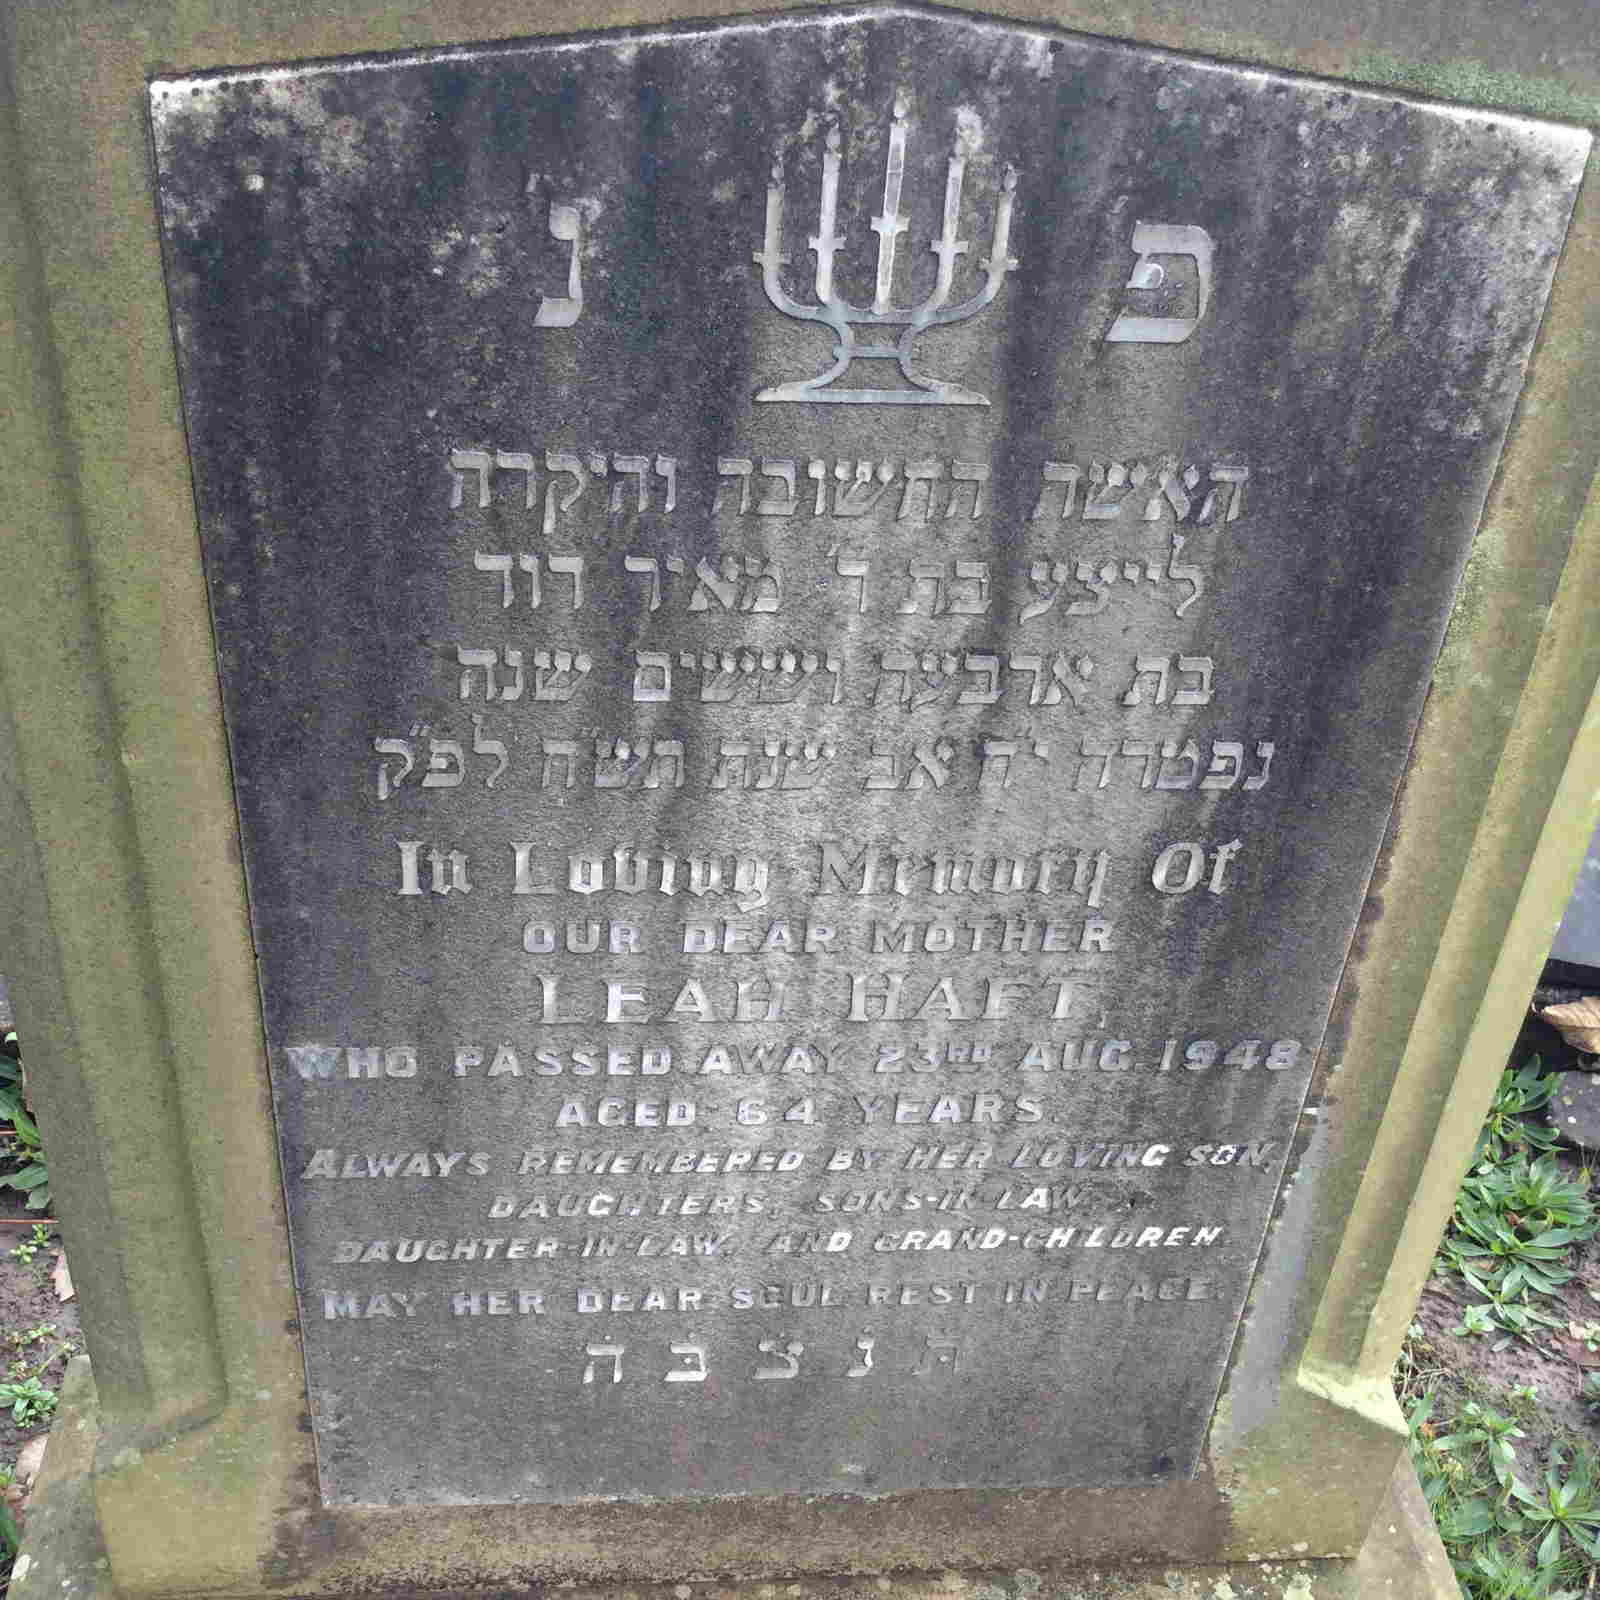 פ נ
האשה החשובה והיקרה
לייצע בת ר' מאיר דוד
בת ארבעה וששים שנה
נפטרה י"ח אב שנת תש"ח לפ"ק
In Loving Memory Of
OUR DEAR MOTHER
LEAH HAFT,
WHO PASSED AWAY 23RD AUG. 1948
AGED 64 YEARS.
ALWAYS REMEMBERED BY HER LOVING SON,
DAUGHTERS, SONS-IN-LAW,
DAUGHTER-IN-LAW, AND GRAND-CHILDREN.
MAY HER DEAR SOUL REST IN PEACE.
ת נ צ ב ה